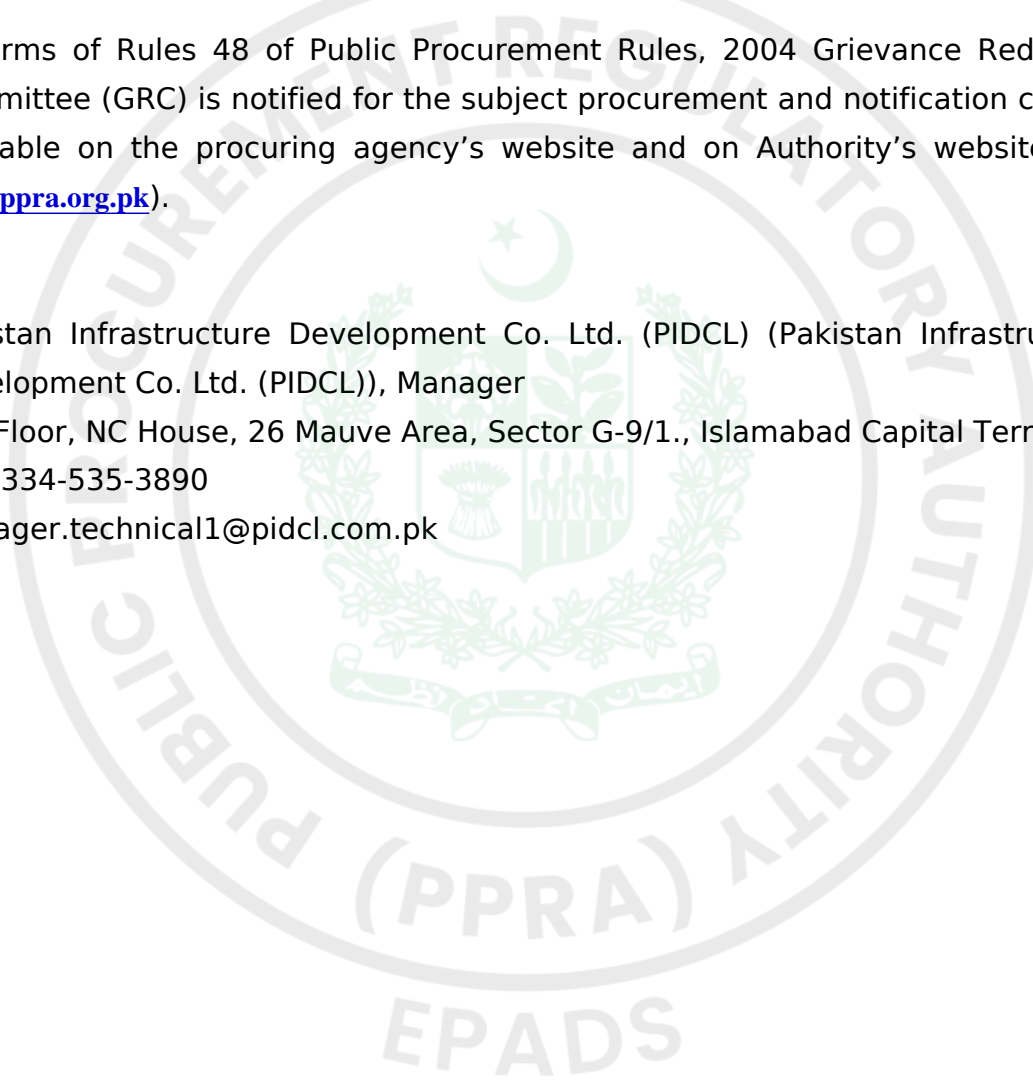 rms of Rules 48 of Public Procurement Rules, 2004 Grievance Red
mittee (GRC) is notified for the subject procurement and notification c
able on the procuring agency’s website and on Authority’s website
ppra.org.pk).
stan Infrastructure Development Co. Ltd. (PIDCL) (Pakistan Infrastru
elopment Co. Ltd. (PIDCL)), Manager
Floor, NC House, 26 Mauve Area, Sector G-9/1., Islamabad Capital Terr
334-535-3890
ager.technical1@pidcl.com.pk
PUBLIC PROCUREMENT REGULATORY AUTHORITY
ایمان اتحاد نظم
(PPRA)
EPADS